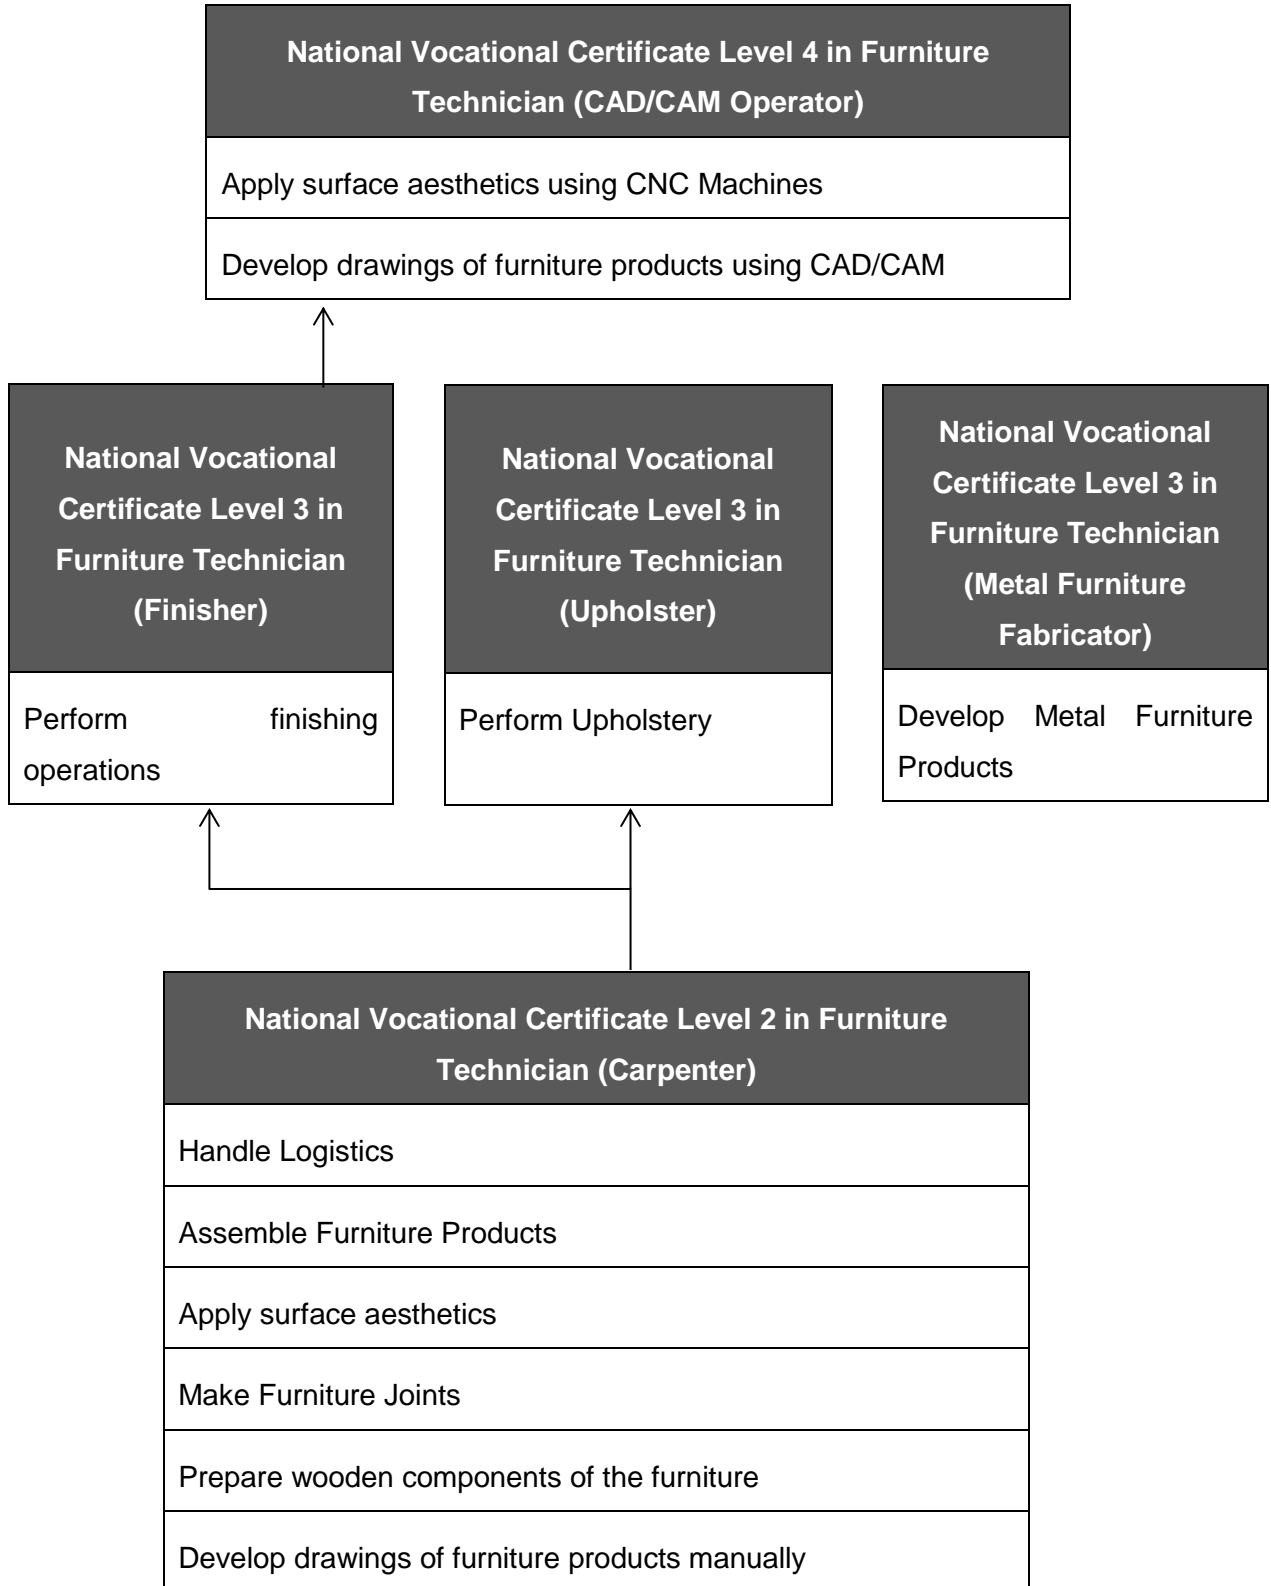 National Vocational Certificate Level 4 in Furniture
Technician (CAD/CAM Operator)
Apply surface aesthetics using CNC Machines
Develop drawings of furniture products using CAD/CAM
National Vocational
Certificate Level 3 in
Furniture Technician
(Finisher)
Perform finishing
operations
National Vocational
Certificate Level 3 in
Furniture Technician
(Upholster)
Perform Upholstery
National Vocational
Certificate Level 3 in
Furniture Technician
(Metal Furniture
Fabricator)
Develop Metal Furniture
Products
National Vocational Certificate Level 2 in Furniture
Technician (Carpenter)
Handle Logistics
Assemble Furniture Products
Apply surface aesthetics
Make Furniture Joints
Prepare wooden components of the furniture
Develop drawings of furniture products manually